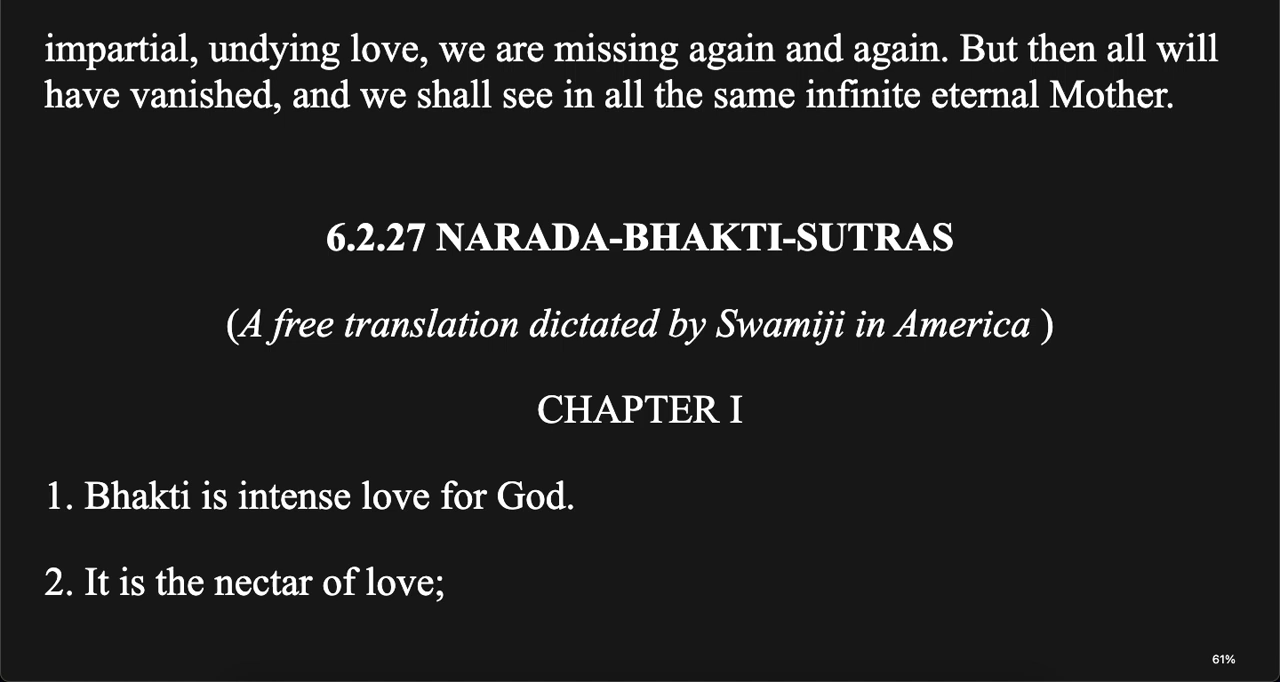 impartial, undying love, we are missing again and again. But then all will
have vanished, and we shall see in all the same infinite eternal Mother.
6.2.27 NARADA-BHAKTI-SUTRAS
(A free translation dictated by Swamiji in America )
CHAPTER I
1. Bhakti is intense love for God.
2. It is the nectar of love;
61%